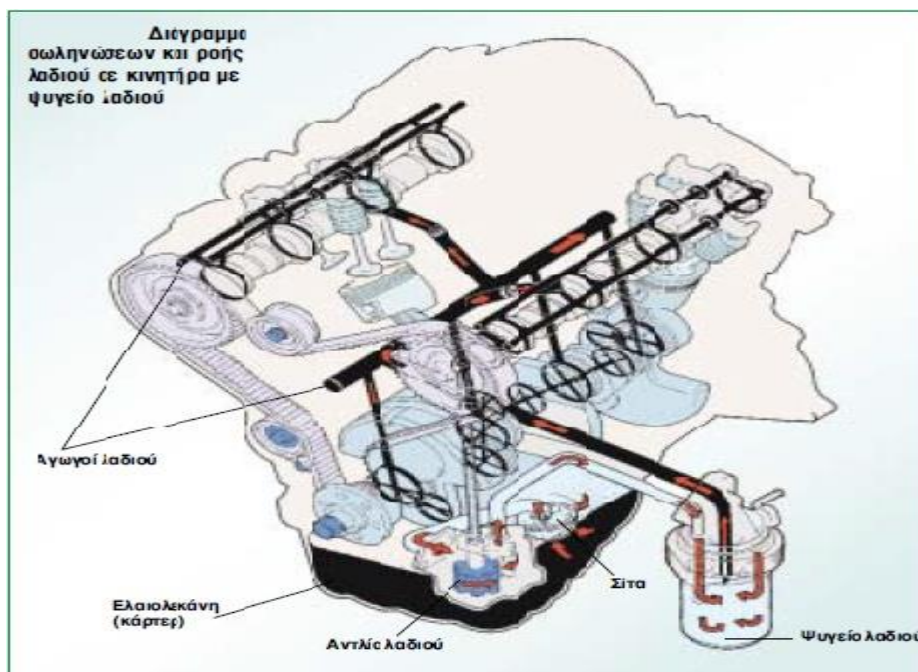 Διάγραμμα
σωληνώσεων και ροής
λαδιού σε κινητήρα με
ψυγείο λαδιού
Αγωγοί λαδιού
Σίτα
Ελαιολεκάνη
(κάρτερ)
Αντλία λαδιού
Ψυγείο λαδιού